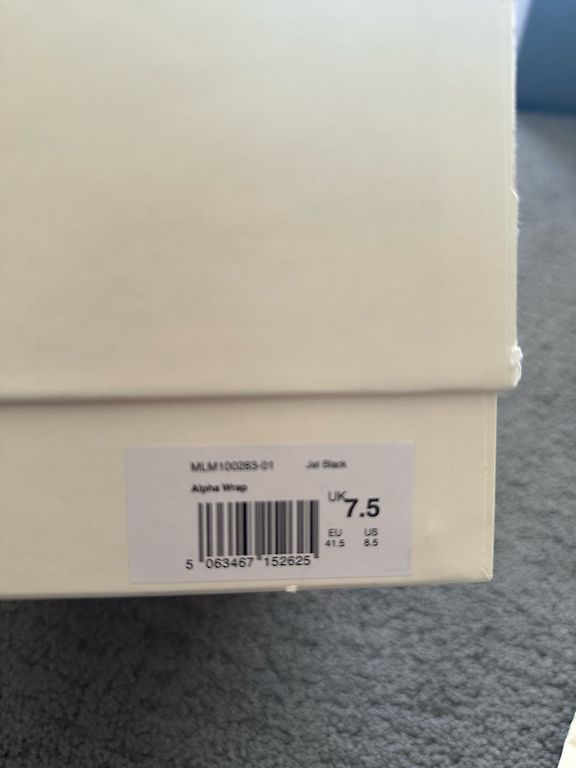 MLM100283-01 Jet Black
Alpha Wrap
UK 7.5
EU US
41.5 8.5
5 063467 152625